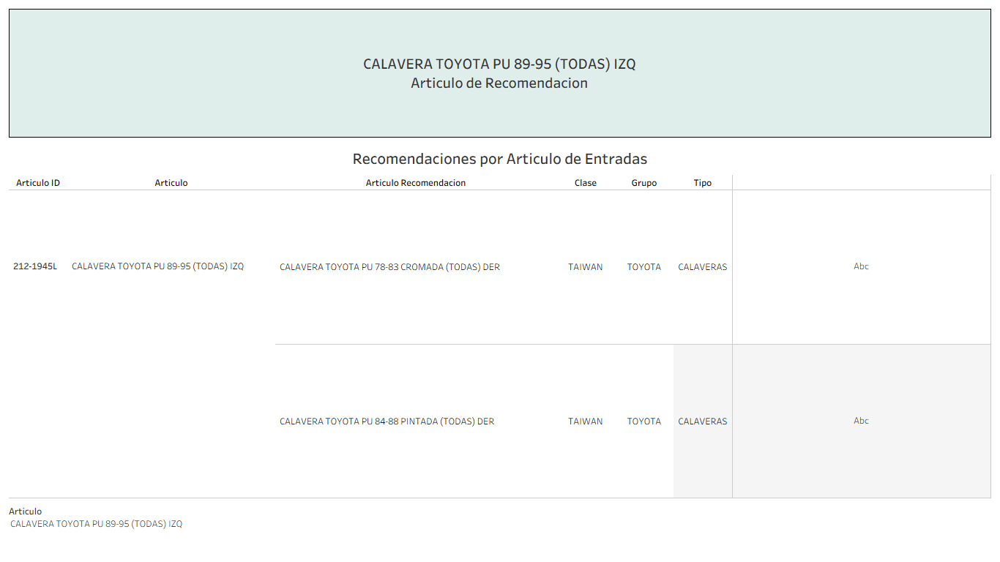 CALAVERA TOYOTA PU 89-95 (TODAS) IZQ
Articulo de Recomendacion
Recomendaciones por Articulo de Entradas
Articulo ID Articulo Articulo Recomendacion Clase Grupo Tipo
212-1945L CALAVERA TOYOTA PU 89-95 (TODAS) IZQ CALAVERA TOYOTA PU 78-83 CROMADA (TODAS) DER TAIWAN TOYOTA CALAVERAS Abc
CALAVERA TOYOTA PU 84-88 PINTADA (TODAS) DER TAIWAN TOYOTA CALAVERAS Abc
Articulo
CALAVERA TOYOTA PU 89-95 (TODAS) IZQ